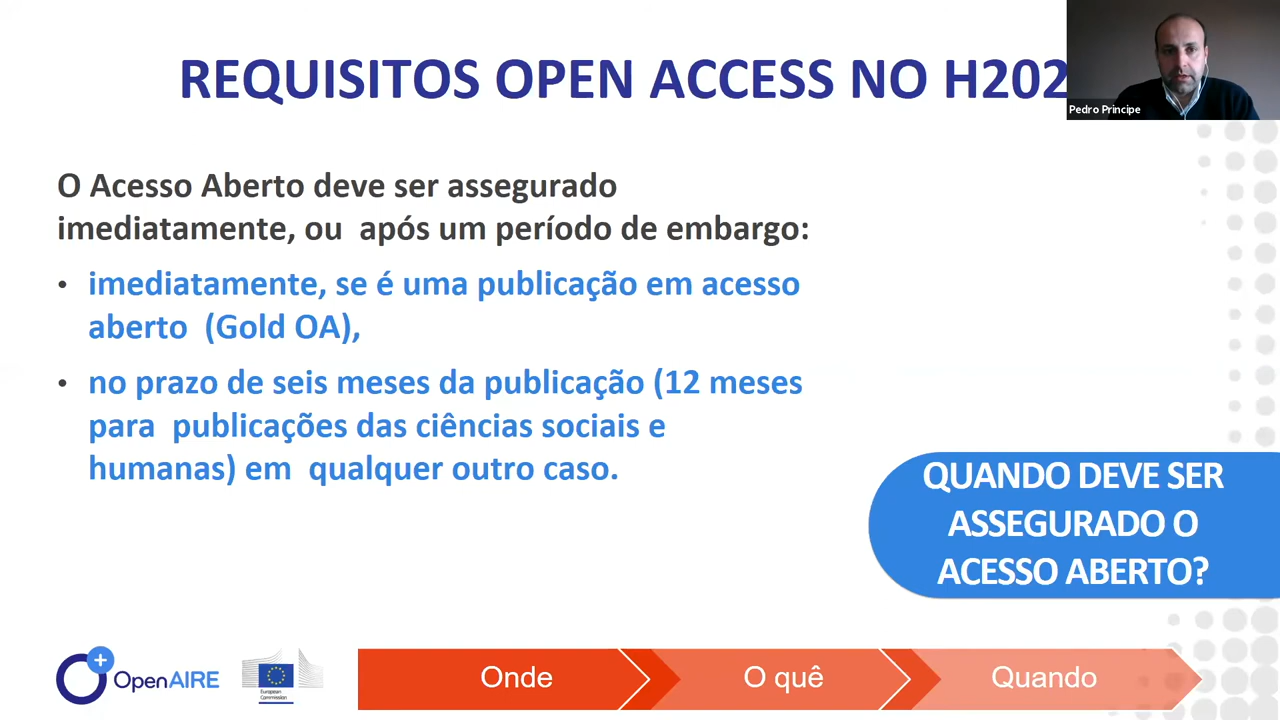 REQUISITOS OPEN ACCESS NO H202
Pedro Principe
O Acesso Aberto deve ser assegurado
imediatamente, ou após um período de embargo:
• imediatamente, se é uma publicação em acesso
aberto (Gold OA),
• no prazo de seis meses da publicação (12 meses
para publicações das ciências sociais e
humanas) em qualquer outro caso.
QUANDO DEVE SER
ASSEGURADO O
ACESSO ABERTO?
OpenAIRE
European
Commission
Onde
O quê
Quando